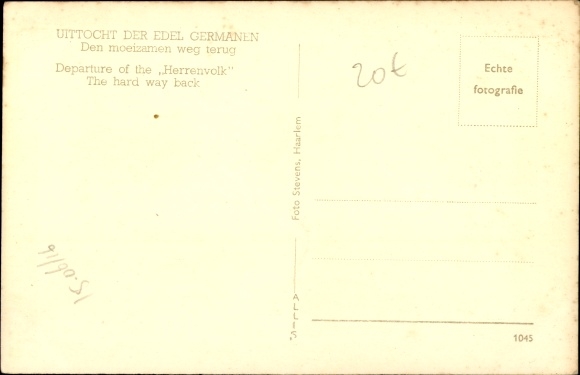 UITTOCHT DER EDEL GERMANEN
Den moeizamen weg terug
Departure of the „Herrenvolk"
The hard way back
20€
Echte
fotografie
Foto Stevens, Haarlem
ALLIS
1045